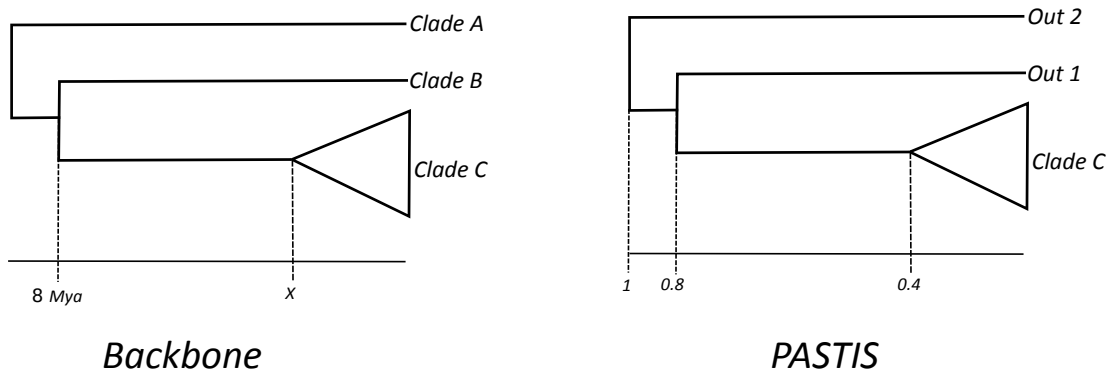 Clade A
Clade B
Clade C
8 Mya
X
Backbone
Out 2
Out 1
Clade C
1
0.8
0.4
PASTIS